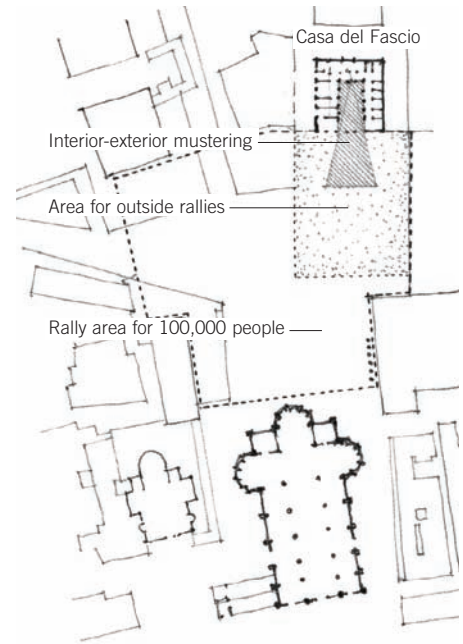 Casa del Fascio
Interior-exterior mustering
Area for outside rallies
Rally area for 100,000 people